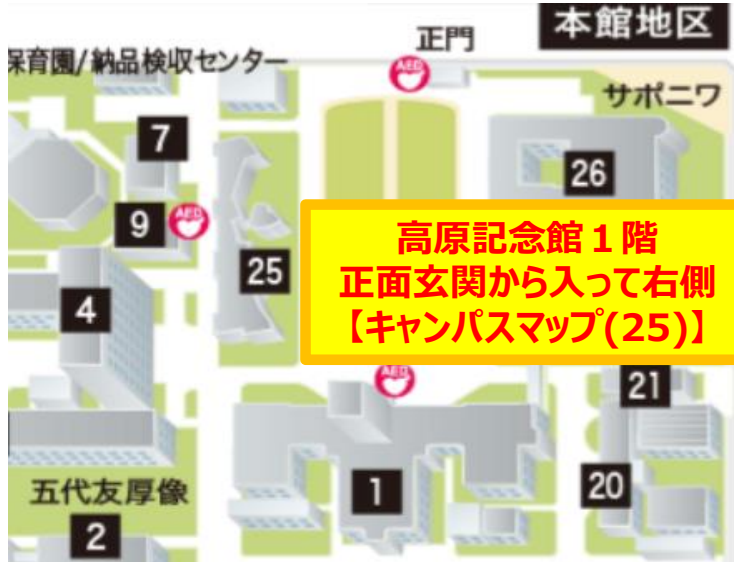 本館地区
正門
保育園/納品検収センター
サポニワ
AED
7
26
9
AED
高原記念館１階
正面玄関から入って右側
【キャンパスマップ(25)】
25
4
AED
21
1
20
五代友厚像
2